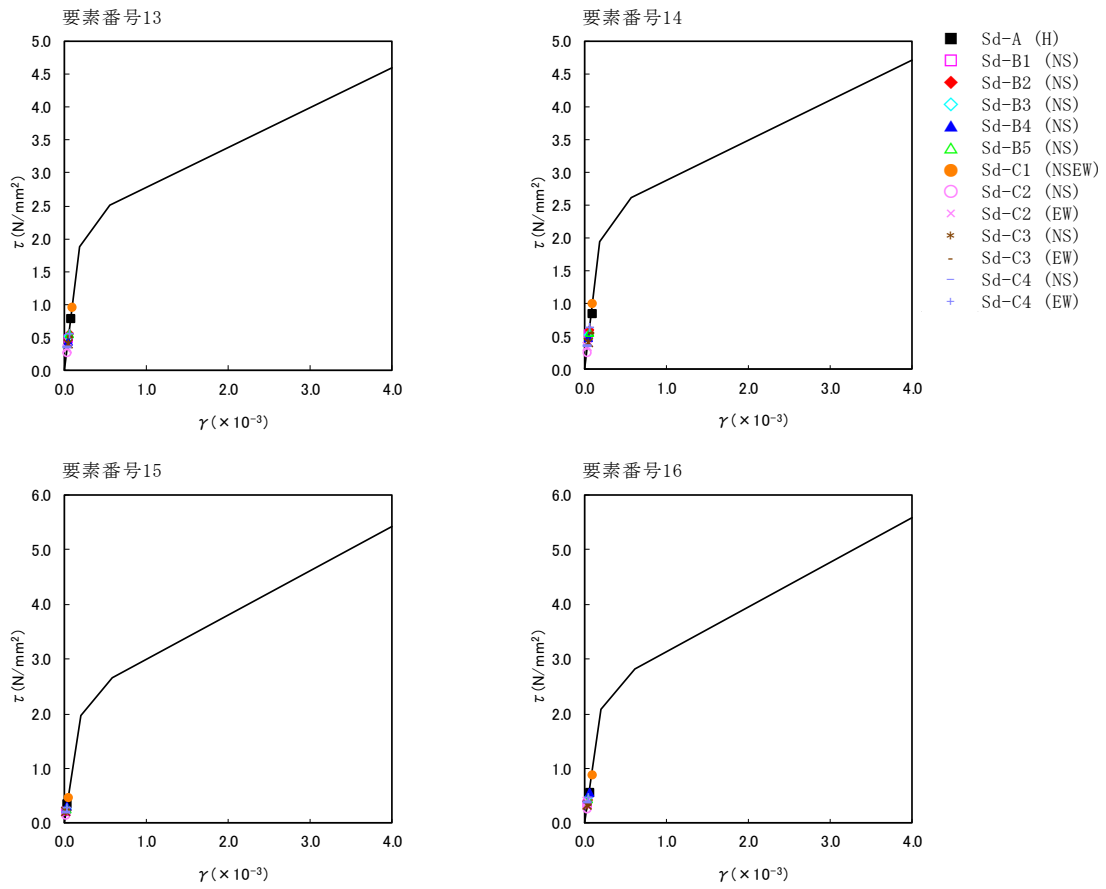 要素番号13
5.0
4.5
4.0
3.5
3.0
2.5
2.0
1.5
1.0
0.5
0.0
τ(N/mm²)
0.0 1.0 2.0 3.0 4.0
γ(×10⁻³)
要素番号14
5.0
4.5
4.0
3.5
3.0
2.5
2.0
1.5
1.0
0.5
0.0
τ(N/mm²)
0.0 1.0 2.0 3.0 4.0
γ(×10⁻³)
Sd-A (H)
Sd-B1 (NS)
Sd-B2 (NS)
Sd-B3 (NS)
Sd-B4 (NS)
Sd-B5 (NS)
Sd-C1 (NSEW)
Sd-C2 (NS)
Sd-C2 (EW)
Sd-C3 (NS)
Sd-C3 (EW)
Sd-C4 (NS)
Sd-C4 (EW)
要素番号15
6.0
5.0
4.0
3.0
2.0
1.0
0.0
τ(N/mm²)
0.0 1.0 2.0 3.0 4.0
γ(×10⁻³)
要素番号16
6.0
5.0
4.0
3.0
2.0
1.0
0.0
τ(N/mm²)
0.0 1.0 2.0 3.0 4.0
γ(×10⁻³)